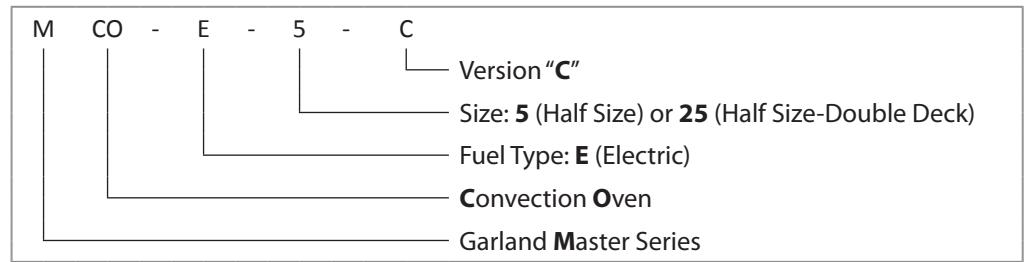 M CO - E - 5 - C
Version “C”
Size: 5 (Half Size) or 25 (Half Size-Double Deck)
Fuel Type: E (Electric)
Convection Oven
Garland Master Series